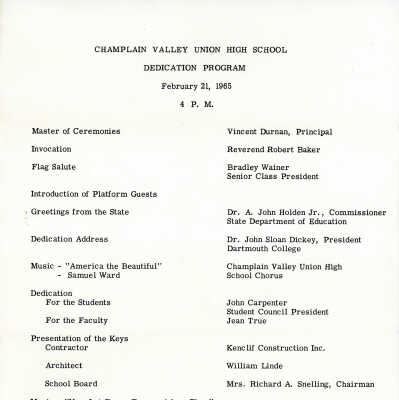 CHAMPLAIN VALLEY UNION HIGH SCHOOL
DEDICATION PROGRAM
February 21, 1965
4 P. M.
Master of Ceremonies Vincent Durnan, Principal
Invocation Reverend Robert Baker
Flag Salute Bradley Wainer
Senior Class President
Introduction of Platform Guests
Greetings from the State Dr. A. John Holden Jr., Commissioner
State Department of Education
Dedication Address Dr. John Sloan Dickey, President
Dartmouth College
Music - "America the Beautiful" Champlain Valley Union High
- Samuel Ward School Chorus
Dedication
For the Students John Carpenter
Student Council President
For the Faculty Jean True
Presentation of the Keys
Contractor Kenclif Construction Inc.
Architect William Linde
School Board Mrs. Richard A. Snelling, Chairman